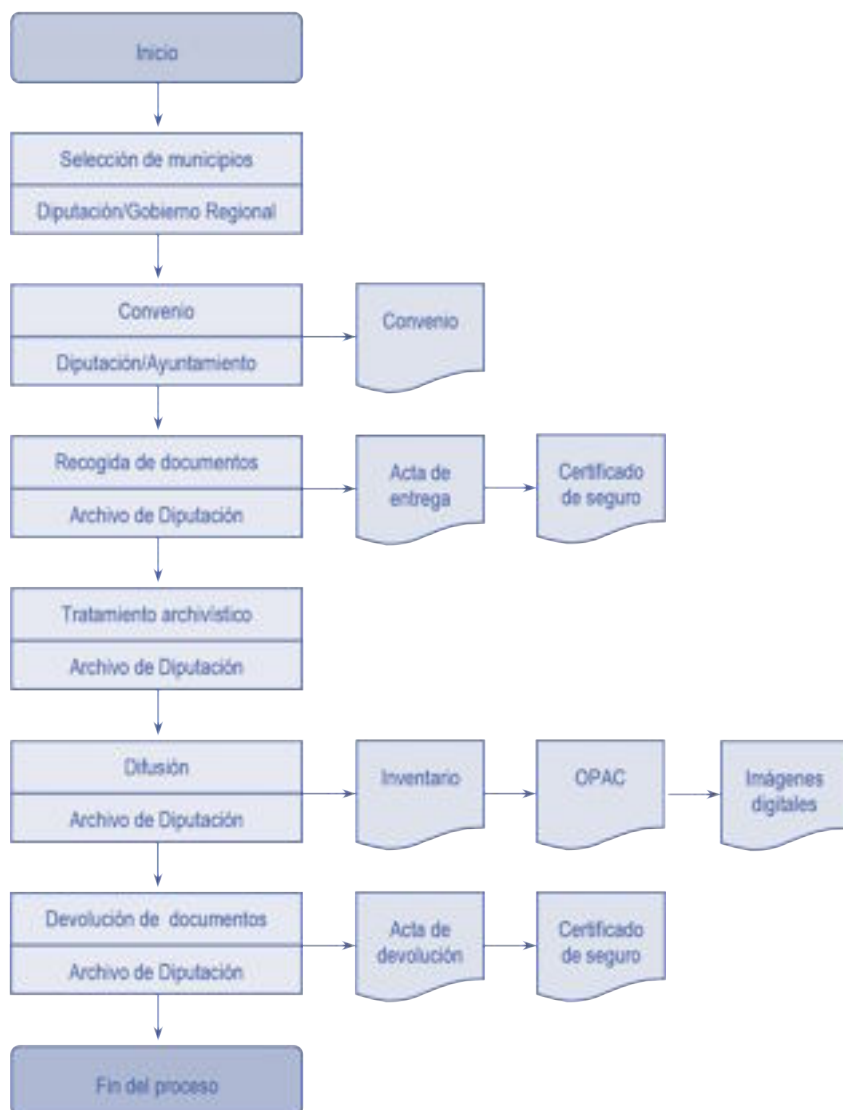 Inicio
Selección de municipios
Diputación/Gobierno Regional
Convenio
Diputación/Ayuntamiento
Convenio
Recogida de documentos
Archivo de Diputación
Acta de
entrega
Certificado
de seguro
Tratamiento archivístico
Archivo de Diputación
Difusión
Archivo de Diputación
Inventario
OPAC
Imágenes
digitales
Devolución de documentos
Archivo de Diputación
Acta de
devolución
Certificado
de seguro
Fin del proceso